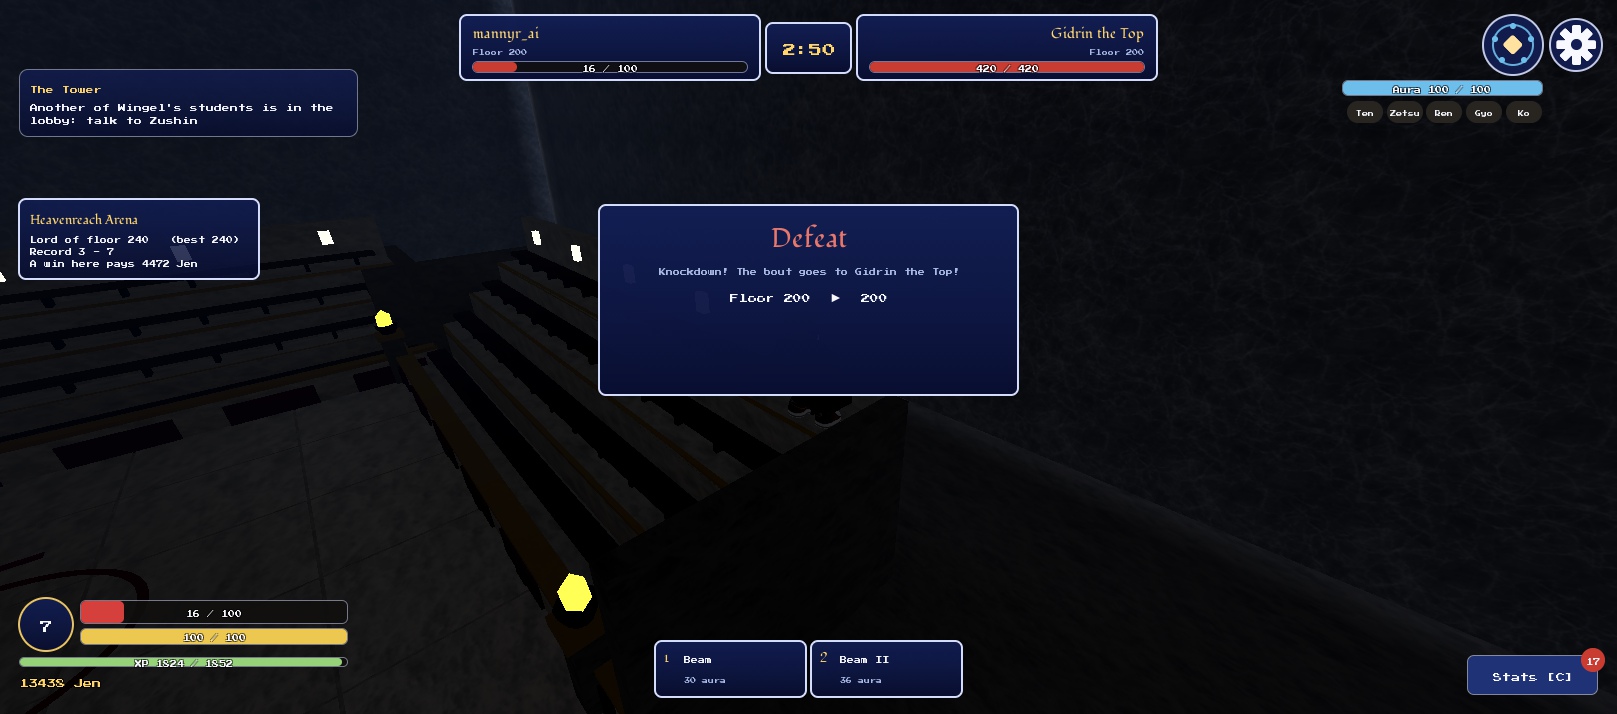 mannyr_ai
Floor 200
16 / 100
2:50
Gidrin the Top
Floor 200
420 / 420
Aura 100 / 100
Ten
Zetsu
Ren
Gyo
Ko
The Tower
Another of Wingel's students is in the
lobby: talk to Zushin
Heavenreach Arena
Lord of floor 240 (best 240)
Record 3 - 7
A win here pays 4472 Jen
Defeat
Knockdown! The bout goes to Gidrin the Top!
Floor 200 ► 200
7
16 / 100
100 / 100
XP 1824 / 1852
13438 Jen
1 Beam
30 aura
2 Beam II
36 aura
17
Stats [C]